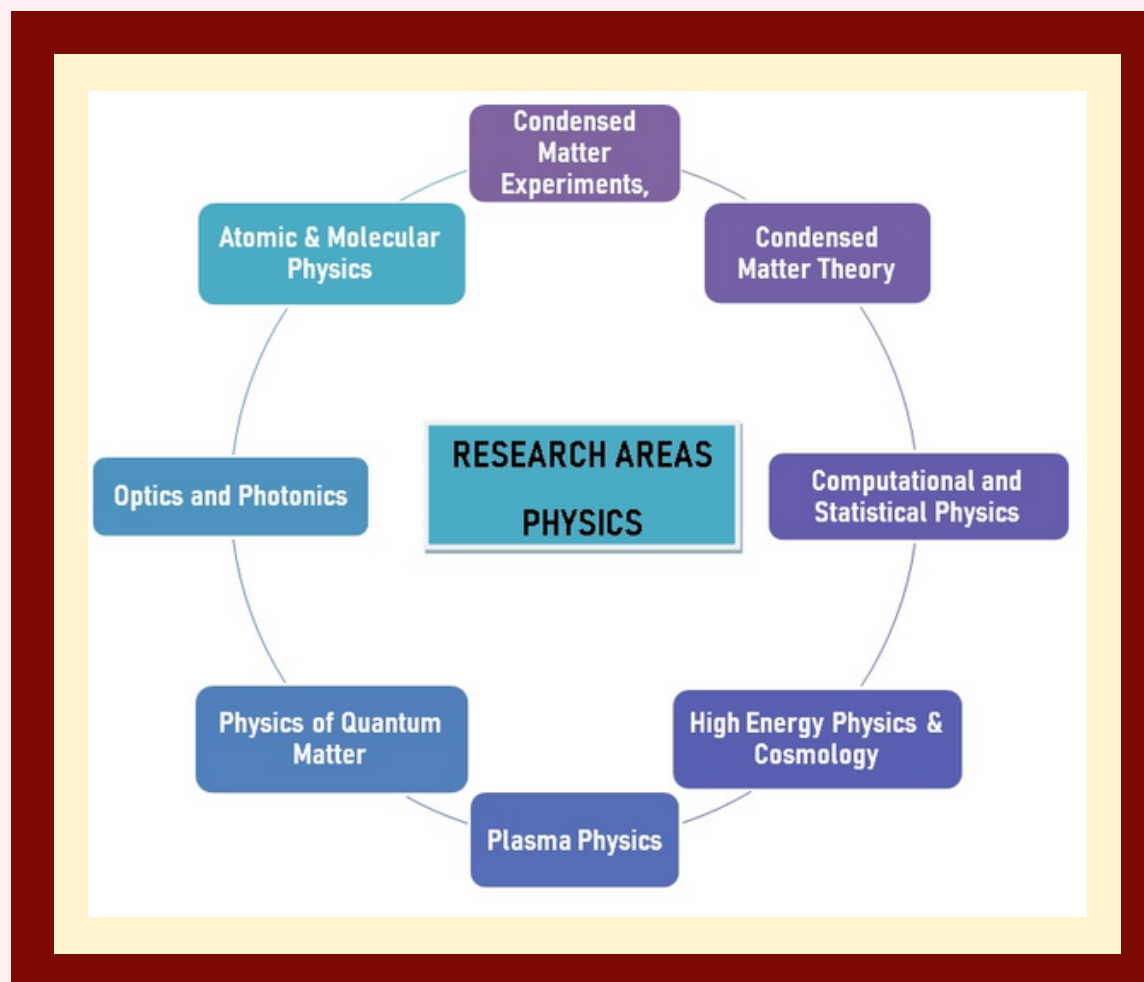 Condensed
Matter
Experiments,
Condensed
Matter Theory
Computational and
Statistical Physics
High Energy Physics &
Cosmology
Plasma Physics
Physics of Quantum
Matter
Optics and Photonics
Atomic & Molecular
Physics
RESEARCH AREAS
PHYSICS